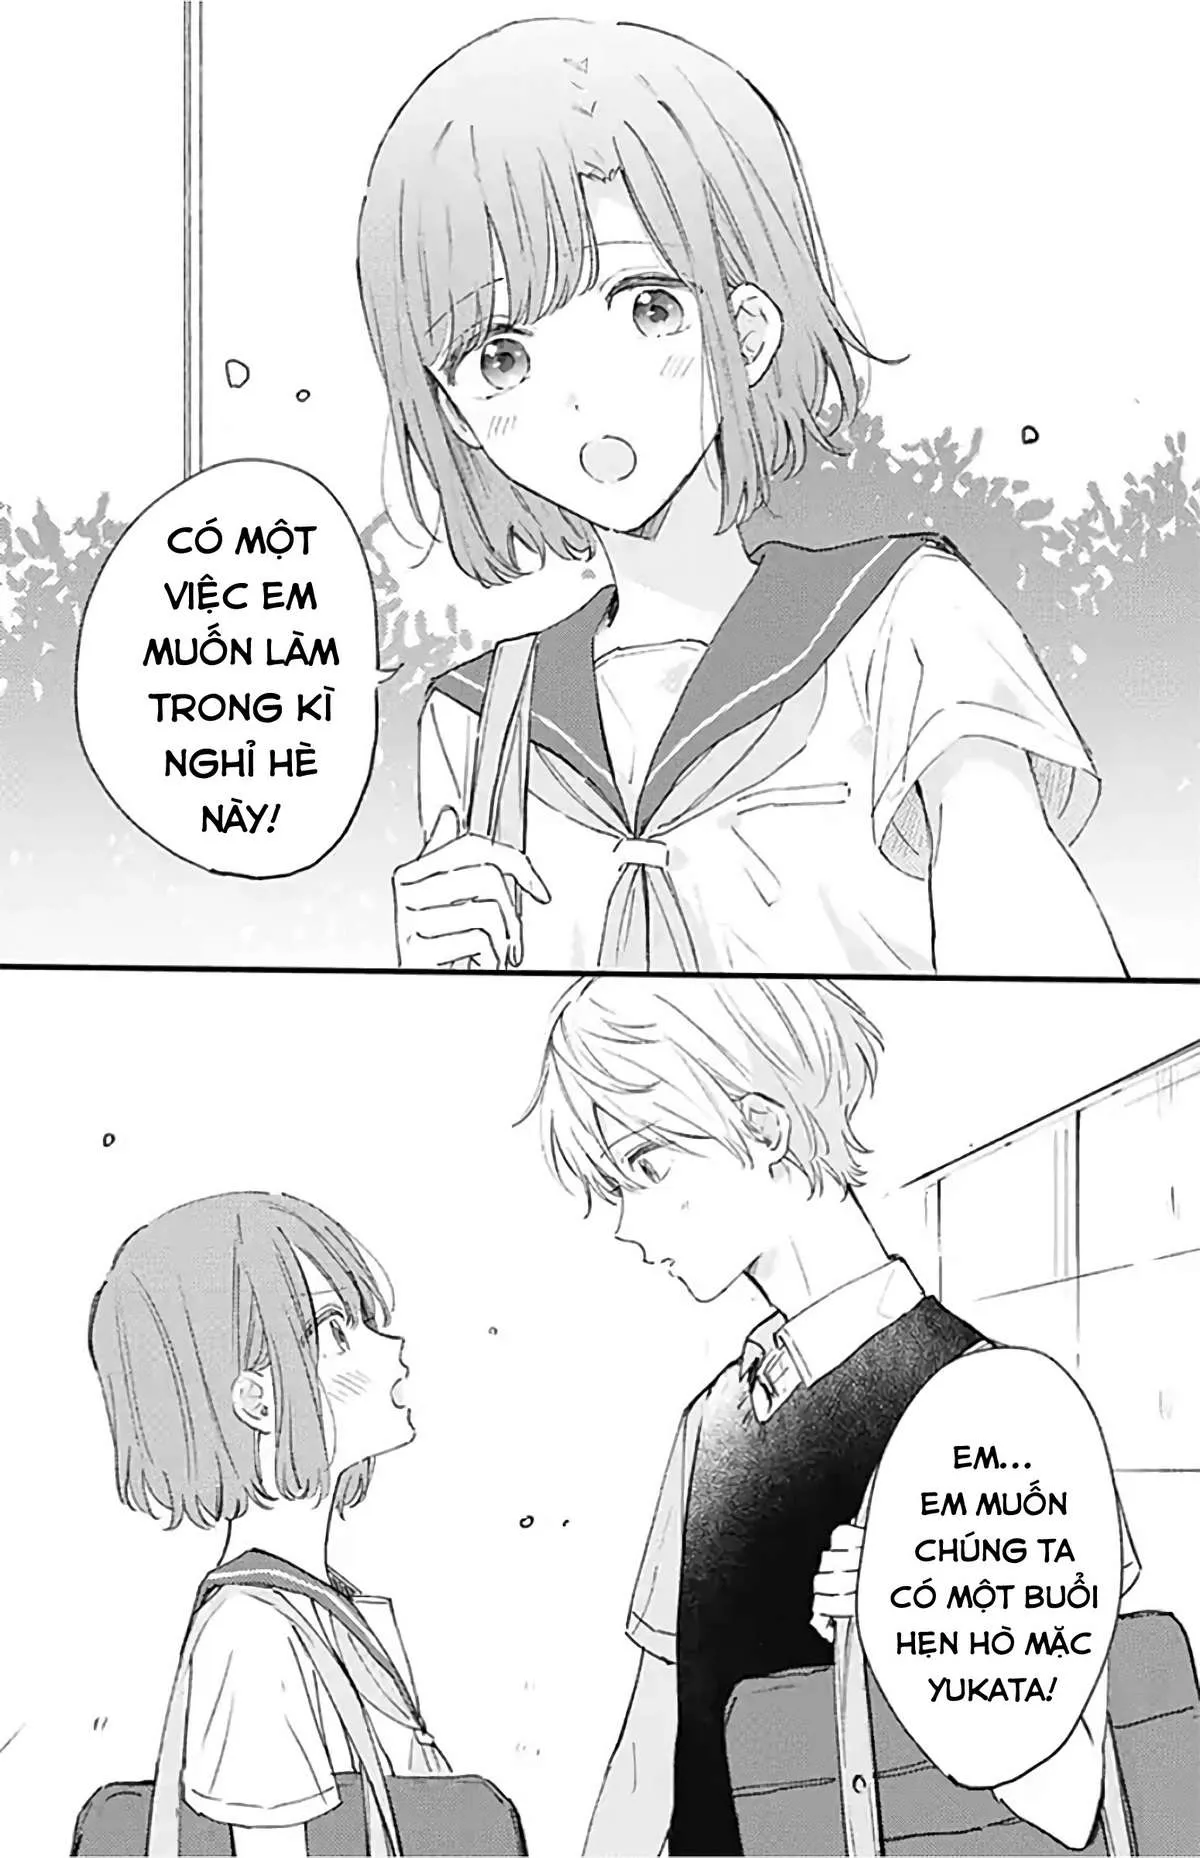 CÓ MỘT
VIỆC EM
MUỐN LÀM
TRONG KÌ
NGHỈ HÈ
NÀY!
EM...
EM MUỐN
CHÚNG TA
CÓ MỘT BUỔI
HẸN HÒ MẶC
YUKATA!